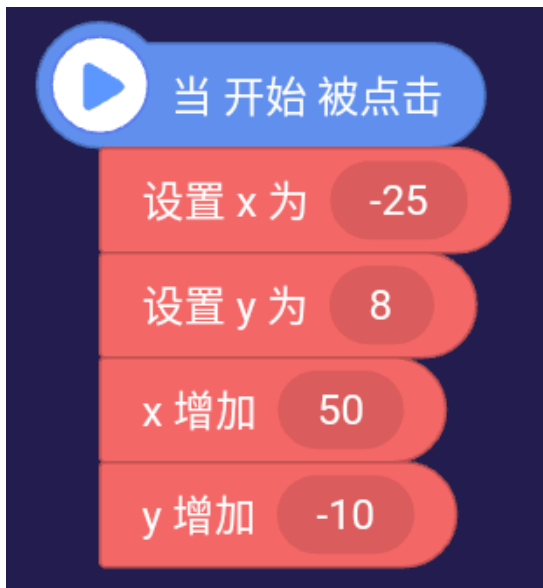 当 开始 被点击
设置 x 为 -25
设置 y 为 8
x 增加 50
y 增加 -10